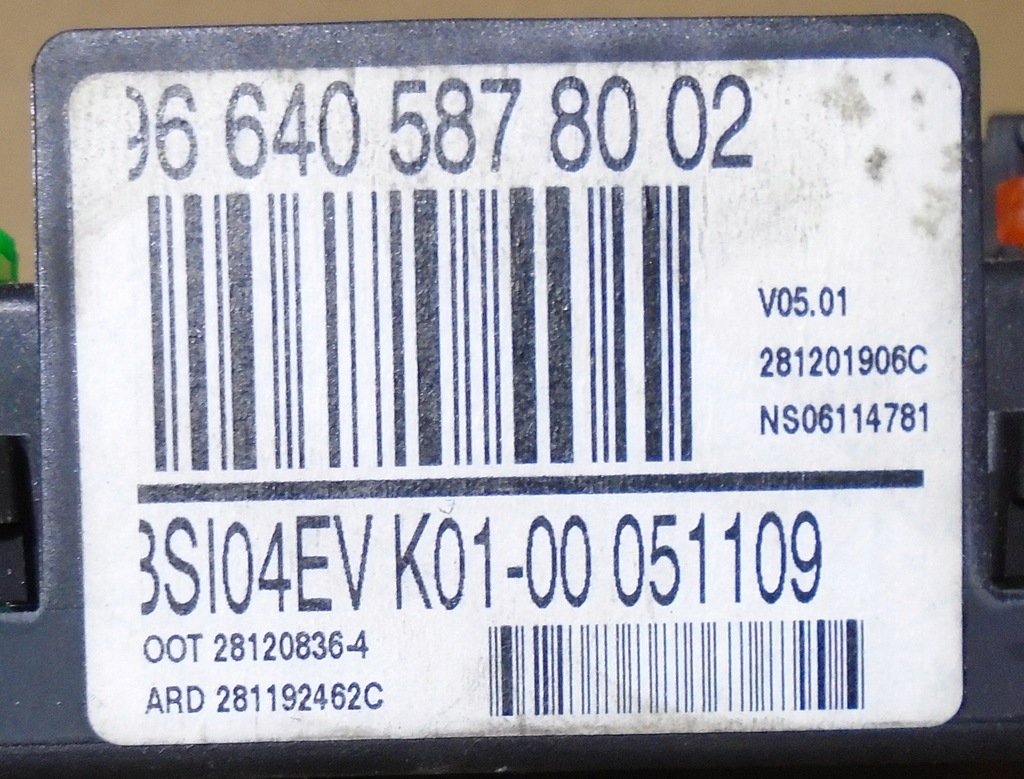 96 640 587 80 02
V05.01
281201906C
NS06114781
BSI04EV K01-00 051109
OOT 28120836-4
ARD 281192462C